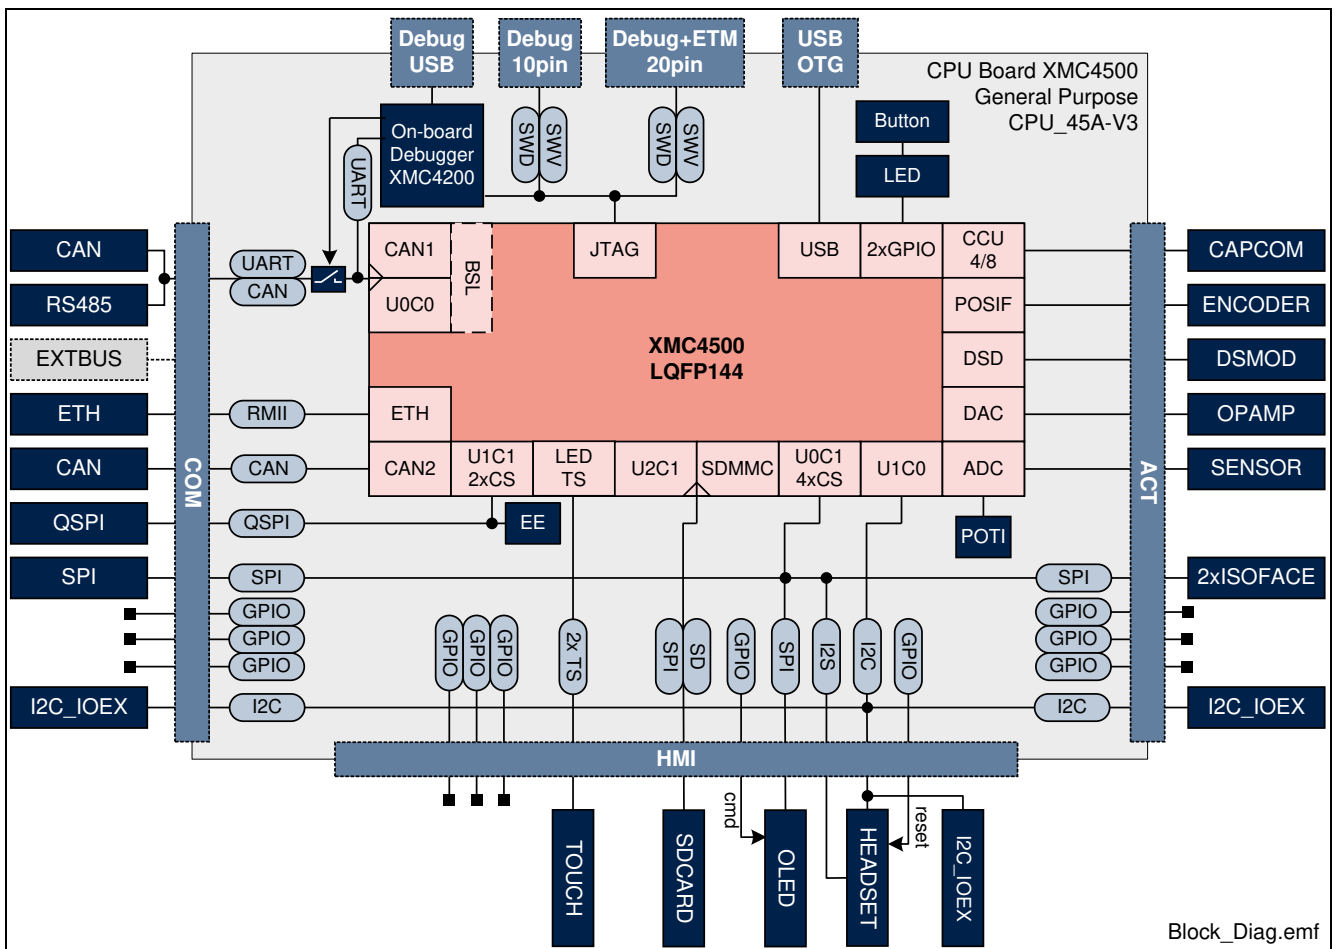 Debug
USB
Debug
10pin
Debug+ETM
20pin
USB
OTG
CPU Board XMC4500
General Purpose
CPU_45A-V3
On-board
Debugger
XMC4200
UART
SWD
SWV
SWD
SWV
Button
LED
CAN
RS485
EXTBUS
ETH
CAN
QSPI
SPI
I2C_IOEX
COM
UART
CAN
RMII
CAN
QSPI
SPI
GPIO
GPIO
GPIO
I2C
CAN1
U0C0
BSL
JTAG
USB
2xGPIO
CCU
4/8
POSIF
DSD
DAC
ADC
XMC4500
LQFP144
ETH
CAN2
U1C1
2xCS
LED
TS
U2C1
SDMMC
U0C1
4xCS
U1C0
EE
POTI
GPIO
GPIO
GPIO
2x TS
SPI
SD
GPIO
SPI
I2S
I2C
GPIO
SPI
GPIO
GPIO
GPIO
I2C
ACT
CAPCOM
ENCODER
DSMOD
OPAMP
SENSOR
2xISOFACE
I2C_IOEX
HMI
cmd
reset
TOUCH
SDCARD
OLED
HEADSET
I2C_IOEX
Block_Diag.emf